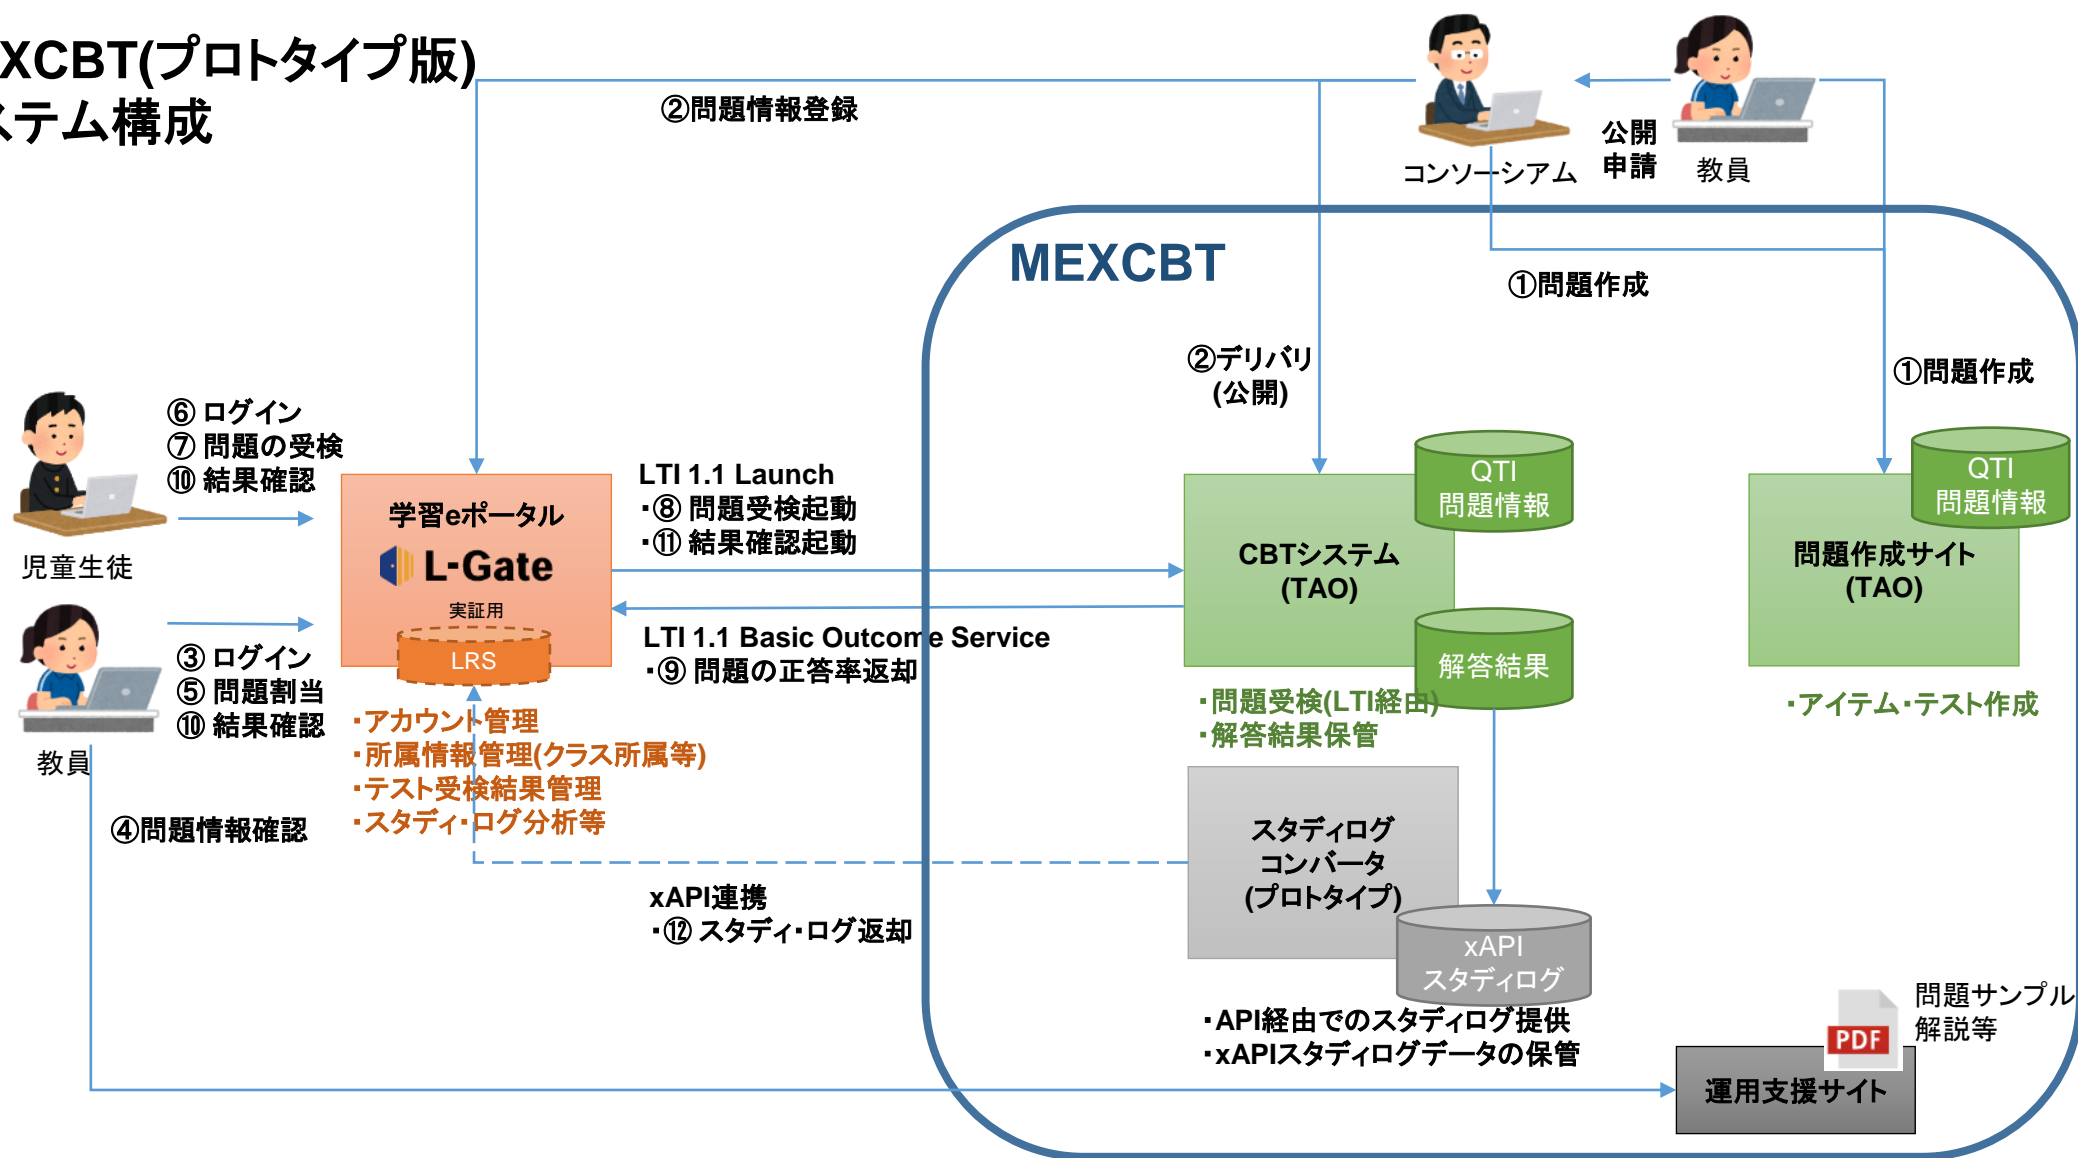 XCBT(プロトタイプ版)
ステム構成
②問題情報登録
コンソーシアム
公開
申請
教員
MEXCBT
①問題作成
②デリバリ
(公開)
①問題作成
⑥ ログイン
⑦ 問題の受検
⑩ 結果確認
児童生徒
学習eポータル
L-Gate
実証用
LRS
LTI 1.1 Launch
・⑧ 問題受検起動
・⑪ 結果確認起動
LTI 1.1 Basic Outcome Service
・⑨ 問題の正答率返却
QTI
問題情報
CBTシステム
(TAO)
解答結果
・問題受検(LTI経由)
・解答結果保管
QTI
問題情報
問題作成サイト
(TAO)
・アイテム・テスト作成
③ ログイン
⑤ 問題割当
⑩ 結果確認
教員
・アカウント管理
・所属情報管理(クラス所属等)
・テスト受検結果管理
・スタディ・ログ分析等
④問題情報確認
xAPI連携
・⑫ スタディ・ログ返却
スタディログ
コンバータ
(プロトタイプ)
xAPI
スタディログ
・API経由でのスタディログ提供
・xAPIスタディログデータの保管
問題サンプル
解説等
PDF
運用支援サイト